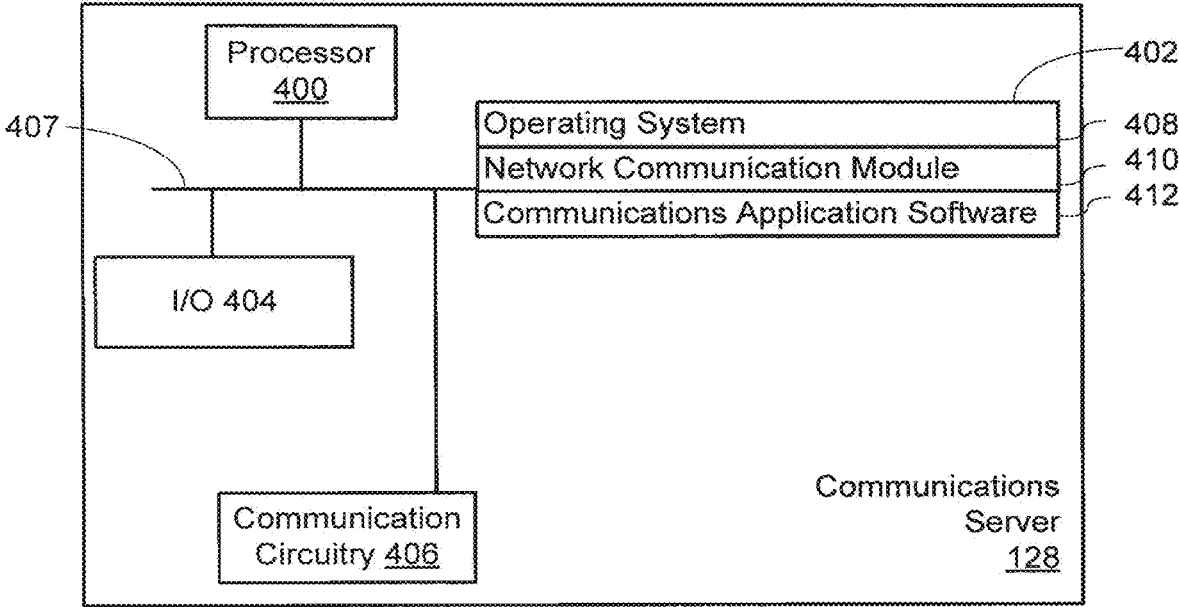 Processor
400
402
407
Operating System
408
Network Communication Module
410
Communications Application Software
412
I/O 404
Communication
Circuitry 406
Communications
Server
128